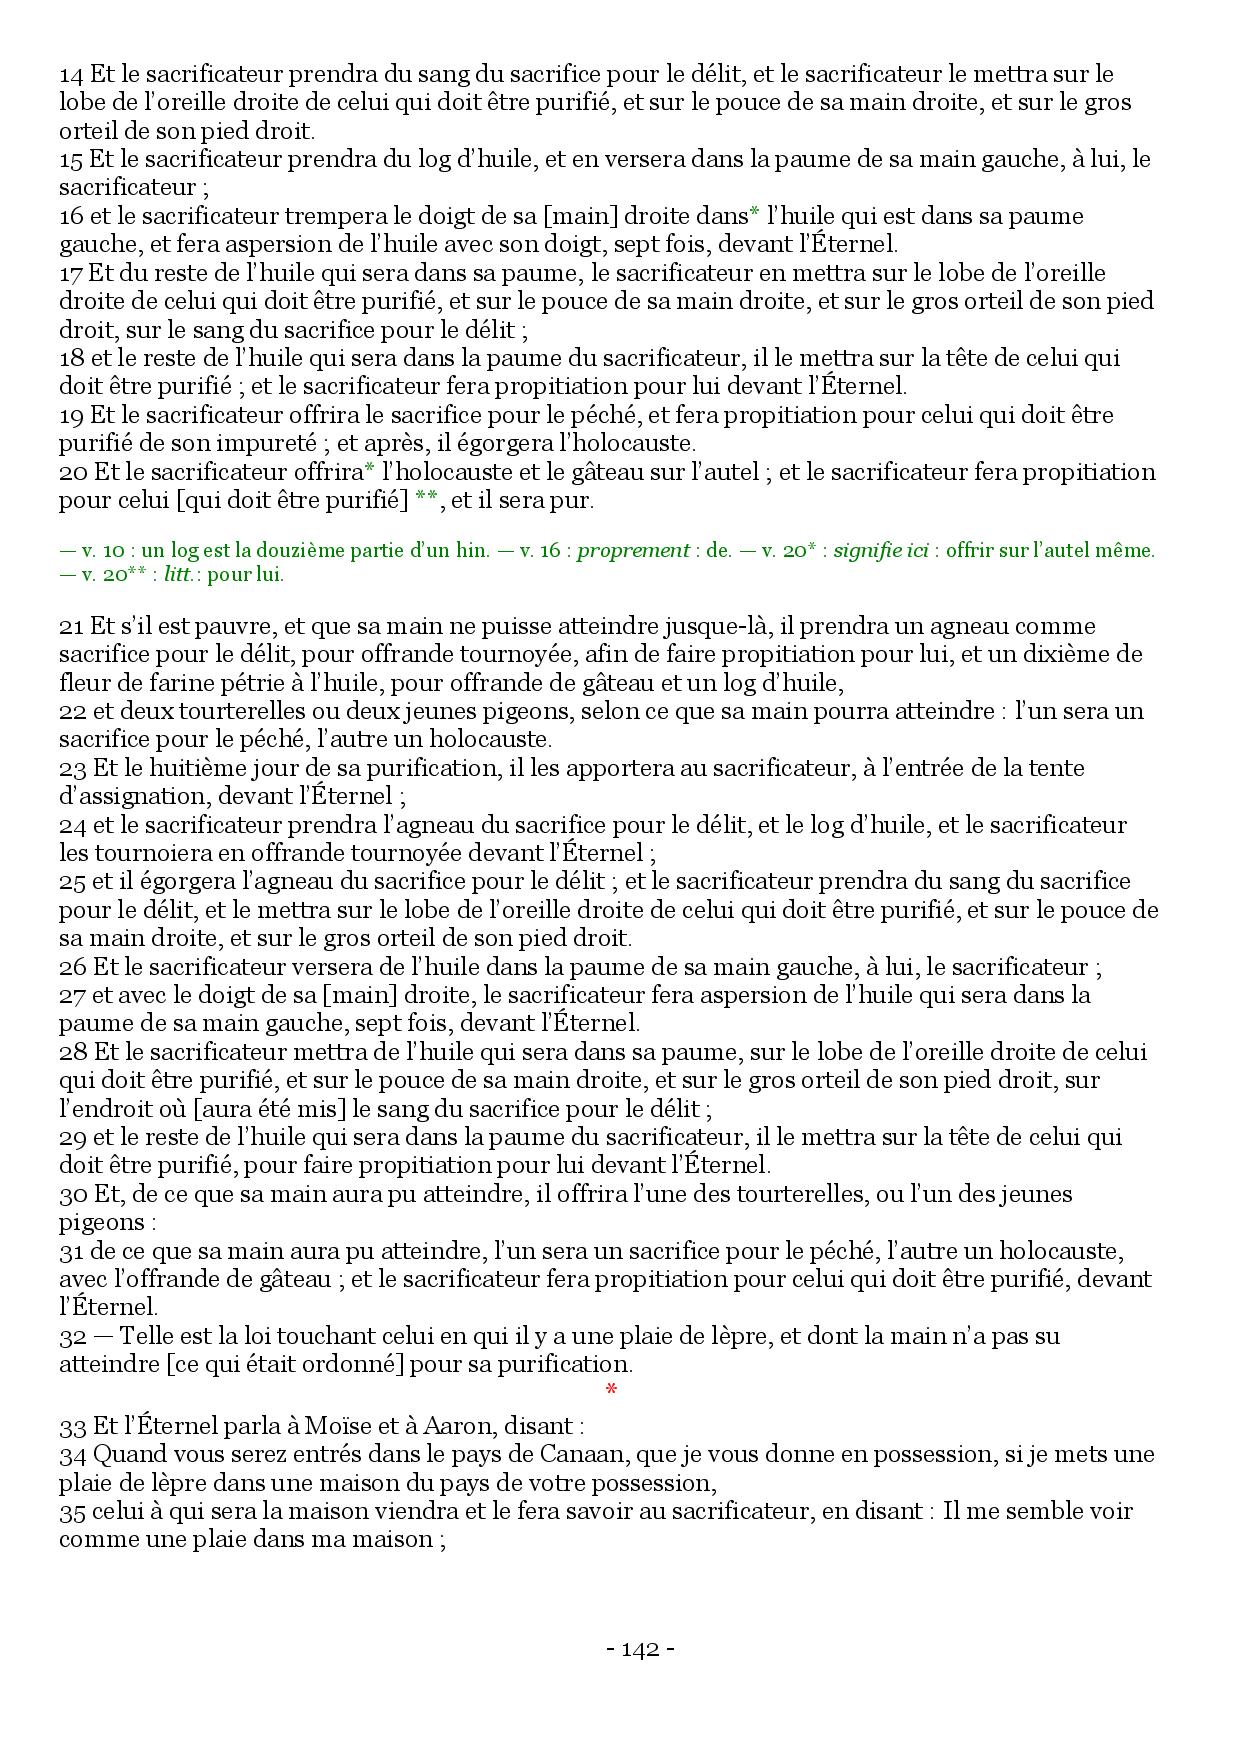 14 Et le sacrificateur prendra du sang du sacrifice pour le délit, et le sacrificateur le mettra sur le
lobe de l’oreille droite de celui qui doit être purifié, et sur le pouce de sa main droite, et sur le gros
orteil de son pied droit.
15 Et le sacrificateur prendra du log d’huile, et en versera dans la paume de sa main gauche, à lui, le
sacrificateur ;
16 et le sacrificateur trempera le doigt de sa [main] droite dans* l’huile qui est dans sa paume
gauche, et fera aspersion de l’huile avec son doigt, sept fois, devant l’Éternel.
17 Et du reste de l’huile qui sera dans sa paume, le sacrificateur en mettra sur le lobe de l’oreille
droite de celui qui doit être purifié, et sur le pouce de sa main droite, et sur le gros orteil de son pied
droit, sur le sang du sacrifice pour le délit ;
18 et le reste de l’huile qui sera dans la paume du sacrificateur, il le mettra sur la tête de celui qui
doit être purifié ; et le sacrificateur fera propitiation pour lui devant l’Éternel.
19 Et le sacrificateur offrira le sacrifice pour le péché, et fera propitiation pour celui qui doit être
purifié de son impureté ; et après, il égorgera l’holocauste.
20 Et le sacrificateur offrira* l’holocauste et le gâteau sur l’autel ; et le sacrificateur fera propitiation
pour celui [qui doit être purifié] **, et il sera pur.
— v. 10 : un log est la douzième partie d’un hin. — v. 16 : proprement : de. — v. 20* : signifie ici : offrir sur l’autel même.
— v. 20** : litt.: pour lui.
21 Et s’il est pauvre, et que sa main ne puisse atteindre jusque-là, il prendra un agneau comme
sacrifice pour le délit, pour offrande tournoyée, afin de faire propitiation pour lui, et un dixième de
fleur de farine pétrie à l’huile, pour offrande de gâteau et un log d’huile,
22 et deux tourterelles ou deux jeunes pigeons, selon ce que sa main pourra atteindre : l’un sera un
sacrifice pour le péché, l’autre un holocauste.
23 Et le huitième jour de sa purification, il les apportera au sacrificateur, à l’entrée de la tente
d’assignation, devant l’Éternel ;
24 et le sacrificateur prendra l’agneau du sacrifice pour le délit, et le log d’huile, et le sacrificateur
les tournoiera en offrande tournoyée devant l’Éternel ;
25 et il égorgera l’agneau du sacrifice pour le délit ; et le sacrificateur prendra du sang du sacrifice
pour le délit, et le mettra sur le lobe de l’oreille droite de celui qui doit être purifié, et sur le pouce de
sa main droite, et sur le gros orteil de son pied droit.
26 Et le sacrificateur versera de l’huile dans la paume de sa main gauche, à lui, le sacrificateur ;
27 et avec le doigt de sa [main] droite, le sacrificateur fera aspersion de l’huile qui sera dans la
paume de sa main gauche, sept fois, devant l’Éternel.
28 Et le sacrificateur mettra de l’huile qui sera dans sa paume, sur le lobe de l’oreille droite de celui
qui doit être purifié, et sur le pouce de sa main droite, et sur le gros orteil de son pied droit, sur
l’endroit où [aura été mis] le sang du sacrifice pour le délit ;
29 et le reste de l’huile qui sera dans la paume du sacrificateur, il le mettra sur la tête de celui qui
doit être purifié, pour faire propitiation pour lui devant l’Éternel.
30 Et, de ce que sa main aura pu atteindre, il offrira l’une des tourterelles, ou l’un des jeunes
pigeons :
31 de ce que sa main aura pu atteindre, l’un sera un sacrifice pour le péché, l’autre un holocauste,
avec l’offrande de gâteau ; et le sacrificateur fera propitiation pour celui qui doit être purifié, devant
l’Éternel.
32 — Telle est la loi touchant celui en qui il y a une plaie de lèpre, et dont la main n’a pas su
atteindre [ce qui était ordonné] pour sa purification.
*
33 Et l’Éternel parla à Moïse et à Aaron, disant :
34 Quand vous serez entrés dans le pays de Canaan, que je vous donne en possession, si je mets une
plaie de lèpre dans une maison du pays de votre possession,
35 celui à qui sera la maison viendra et le fera savoir au sacrificateur, en disant : Il me semble voir
comme une plaie dans ma maison ;
- 142 -